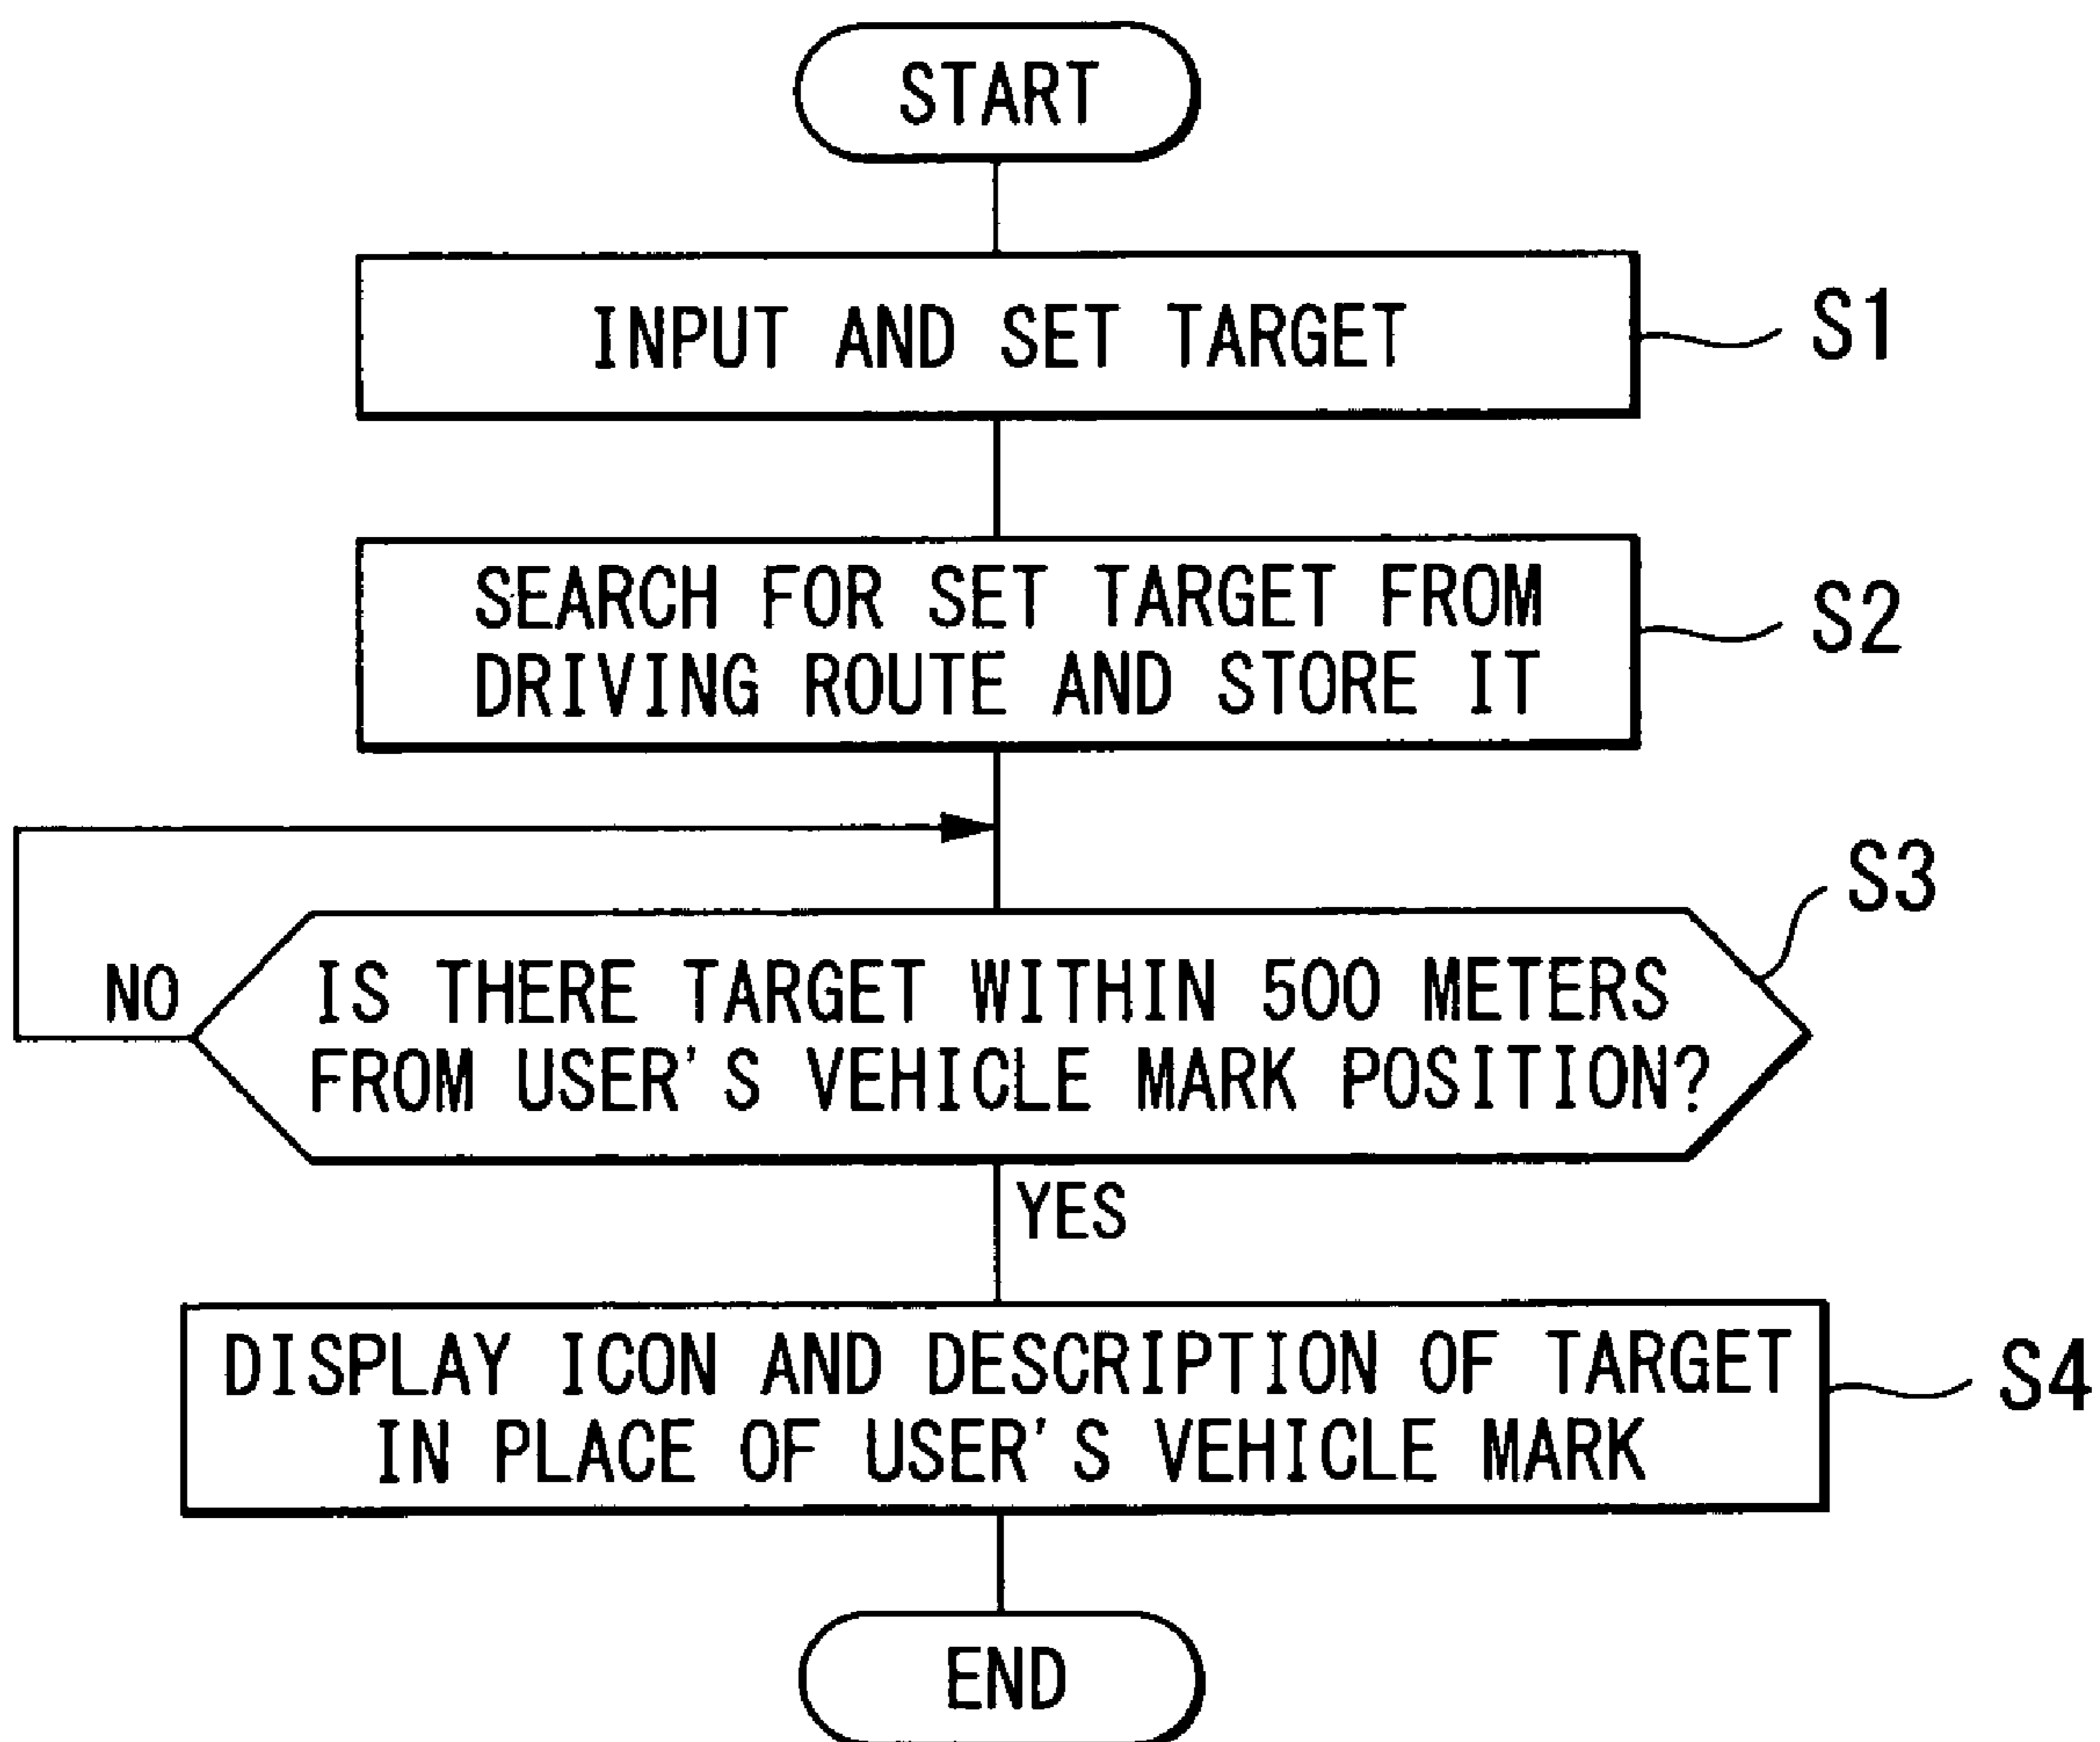 START
INPUT AND SET TARGET
S1
SEARCH FOR SET TARGET FROM
DRIVING ROUTE AND STORE IT
S2
S3
NO
IS THERE TARGET WITHIN 500 METERS
FROM USER'S VEHICLE MARK POSITION?
YES
DISPLAY ICON AND DESCRIPTION OF TARGET
IN PLACE OF USER'S VEHICLE MARK
S4
END